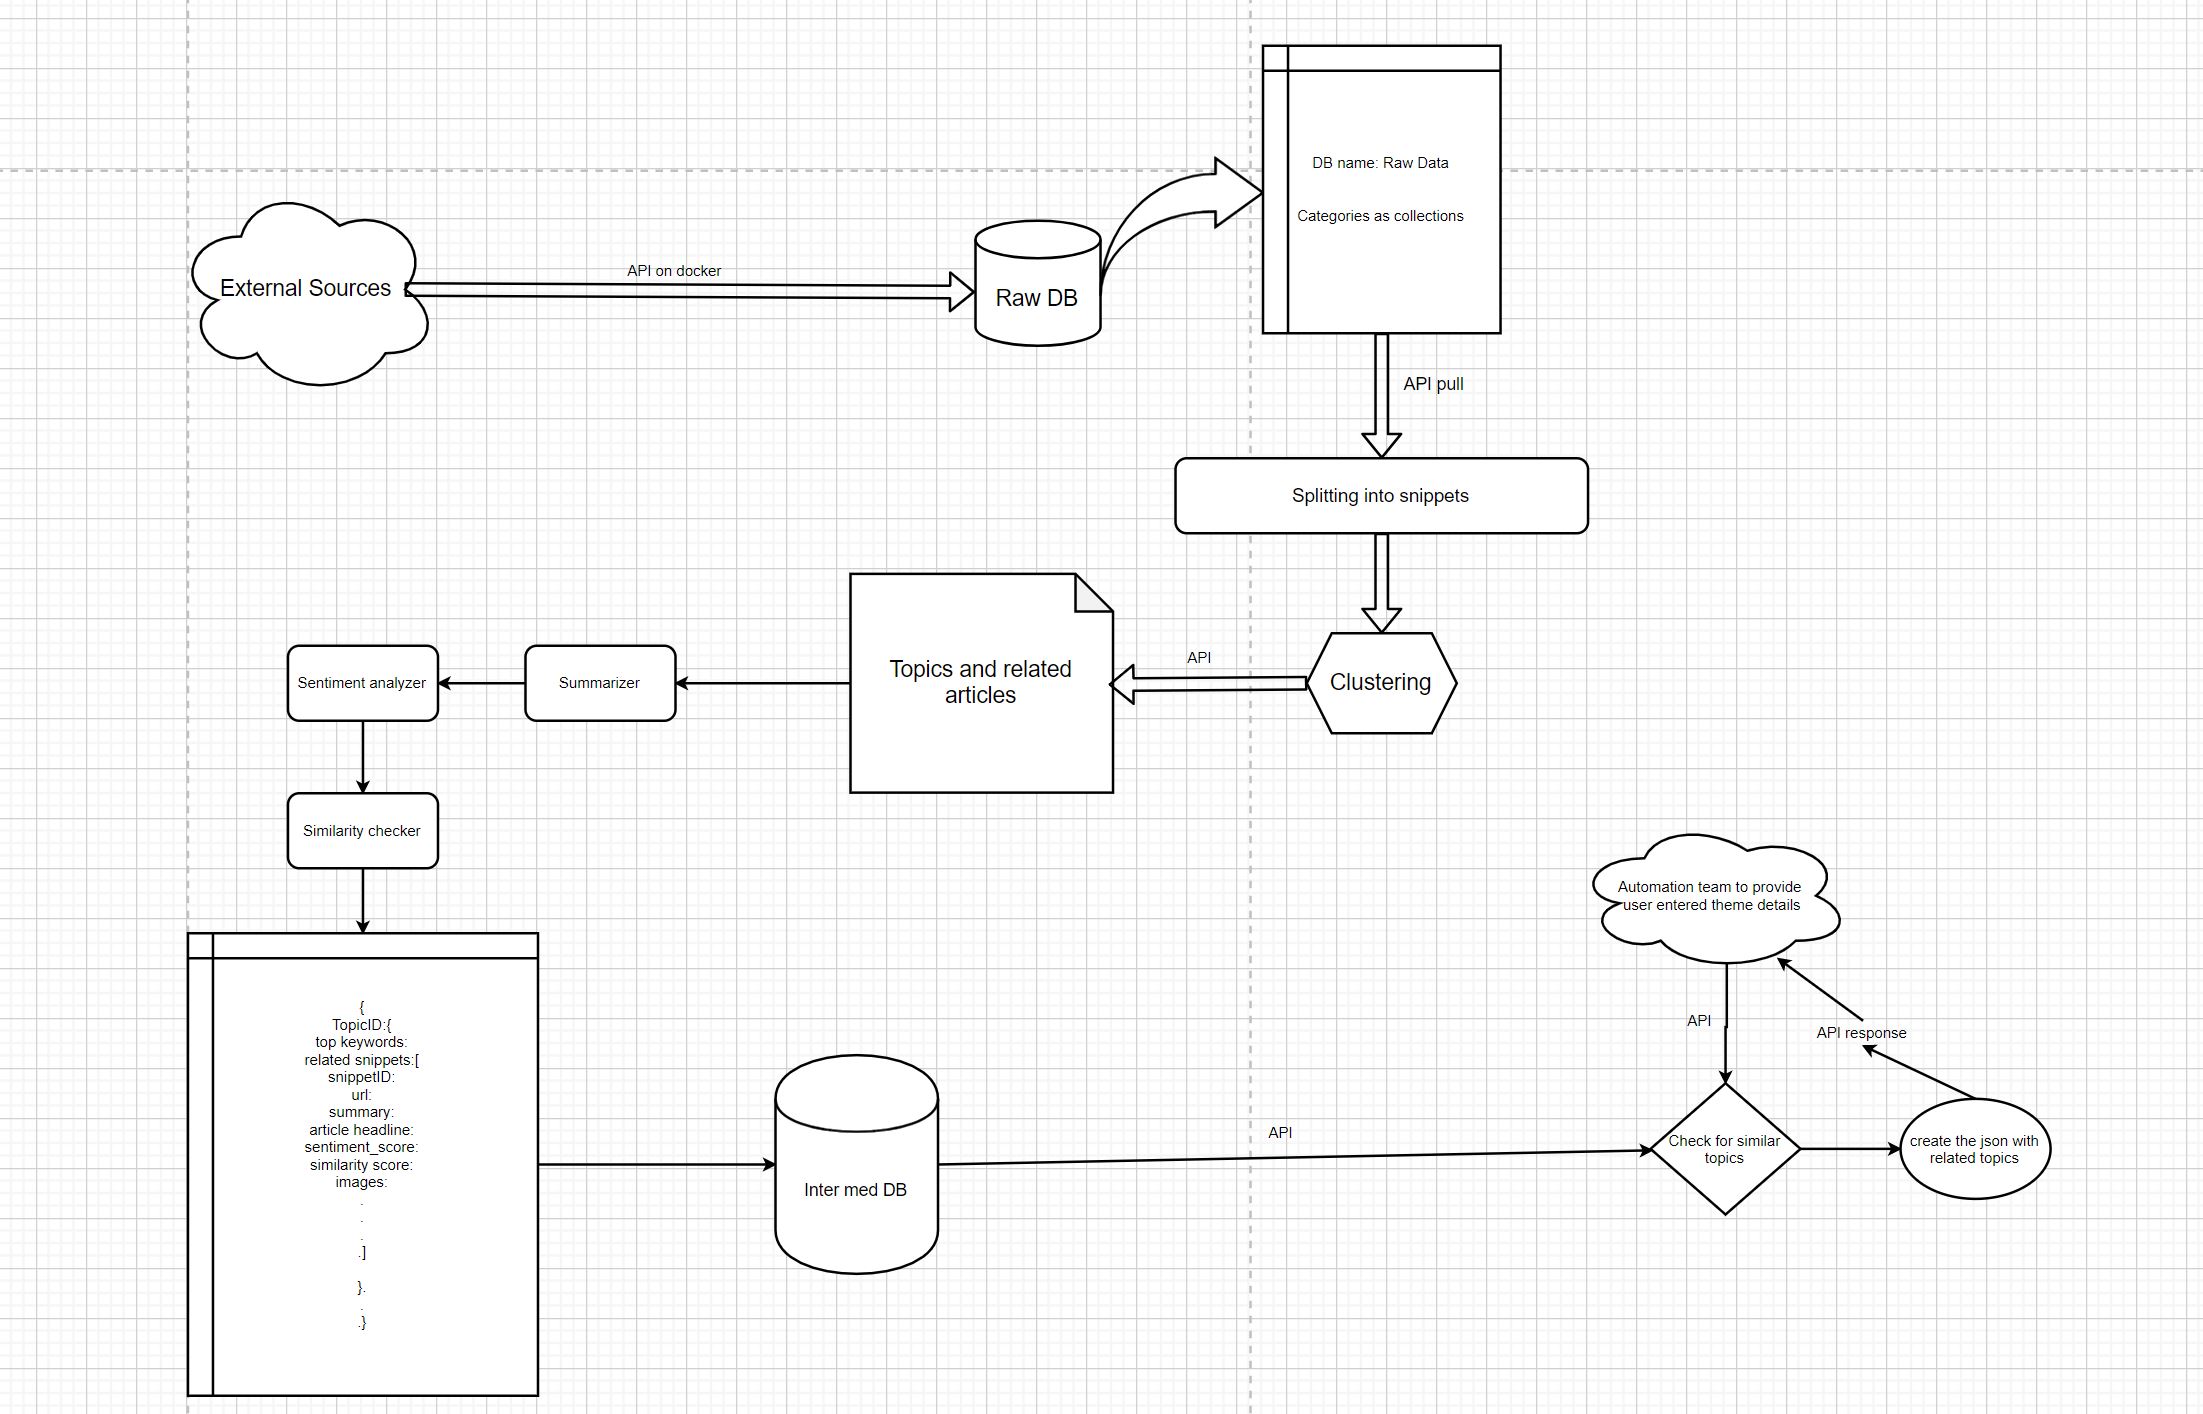 DB name: Raw Data
Categories as collections
External Sources
API on docker
Raw DB
API pull
Splitting into snippets
Clustering
API
Topics and related
articles
Summarizer
Sentiment analyzer
Similarity checker
{
TopicID:{
top keywords:
related snippets:[
snippetID:
url:
summary:
article headline:
sentiment_score:
similarity score:
images:
.
.
.
.]
}.
.
.}
Inter med DB
API
Automation team to provide
user entered theme details
API
API response
Check for similar
topics
create the json with
related topics